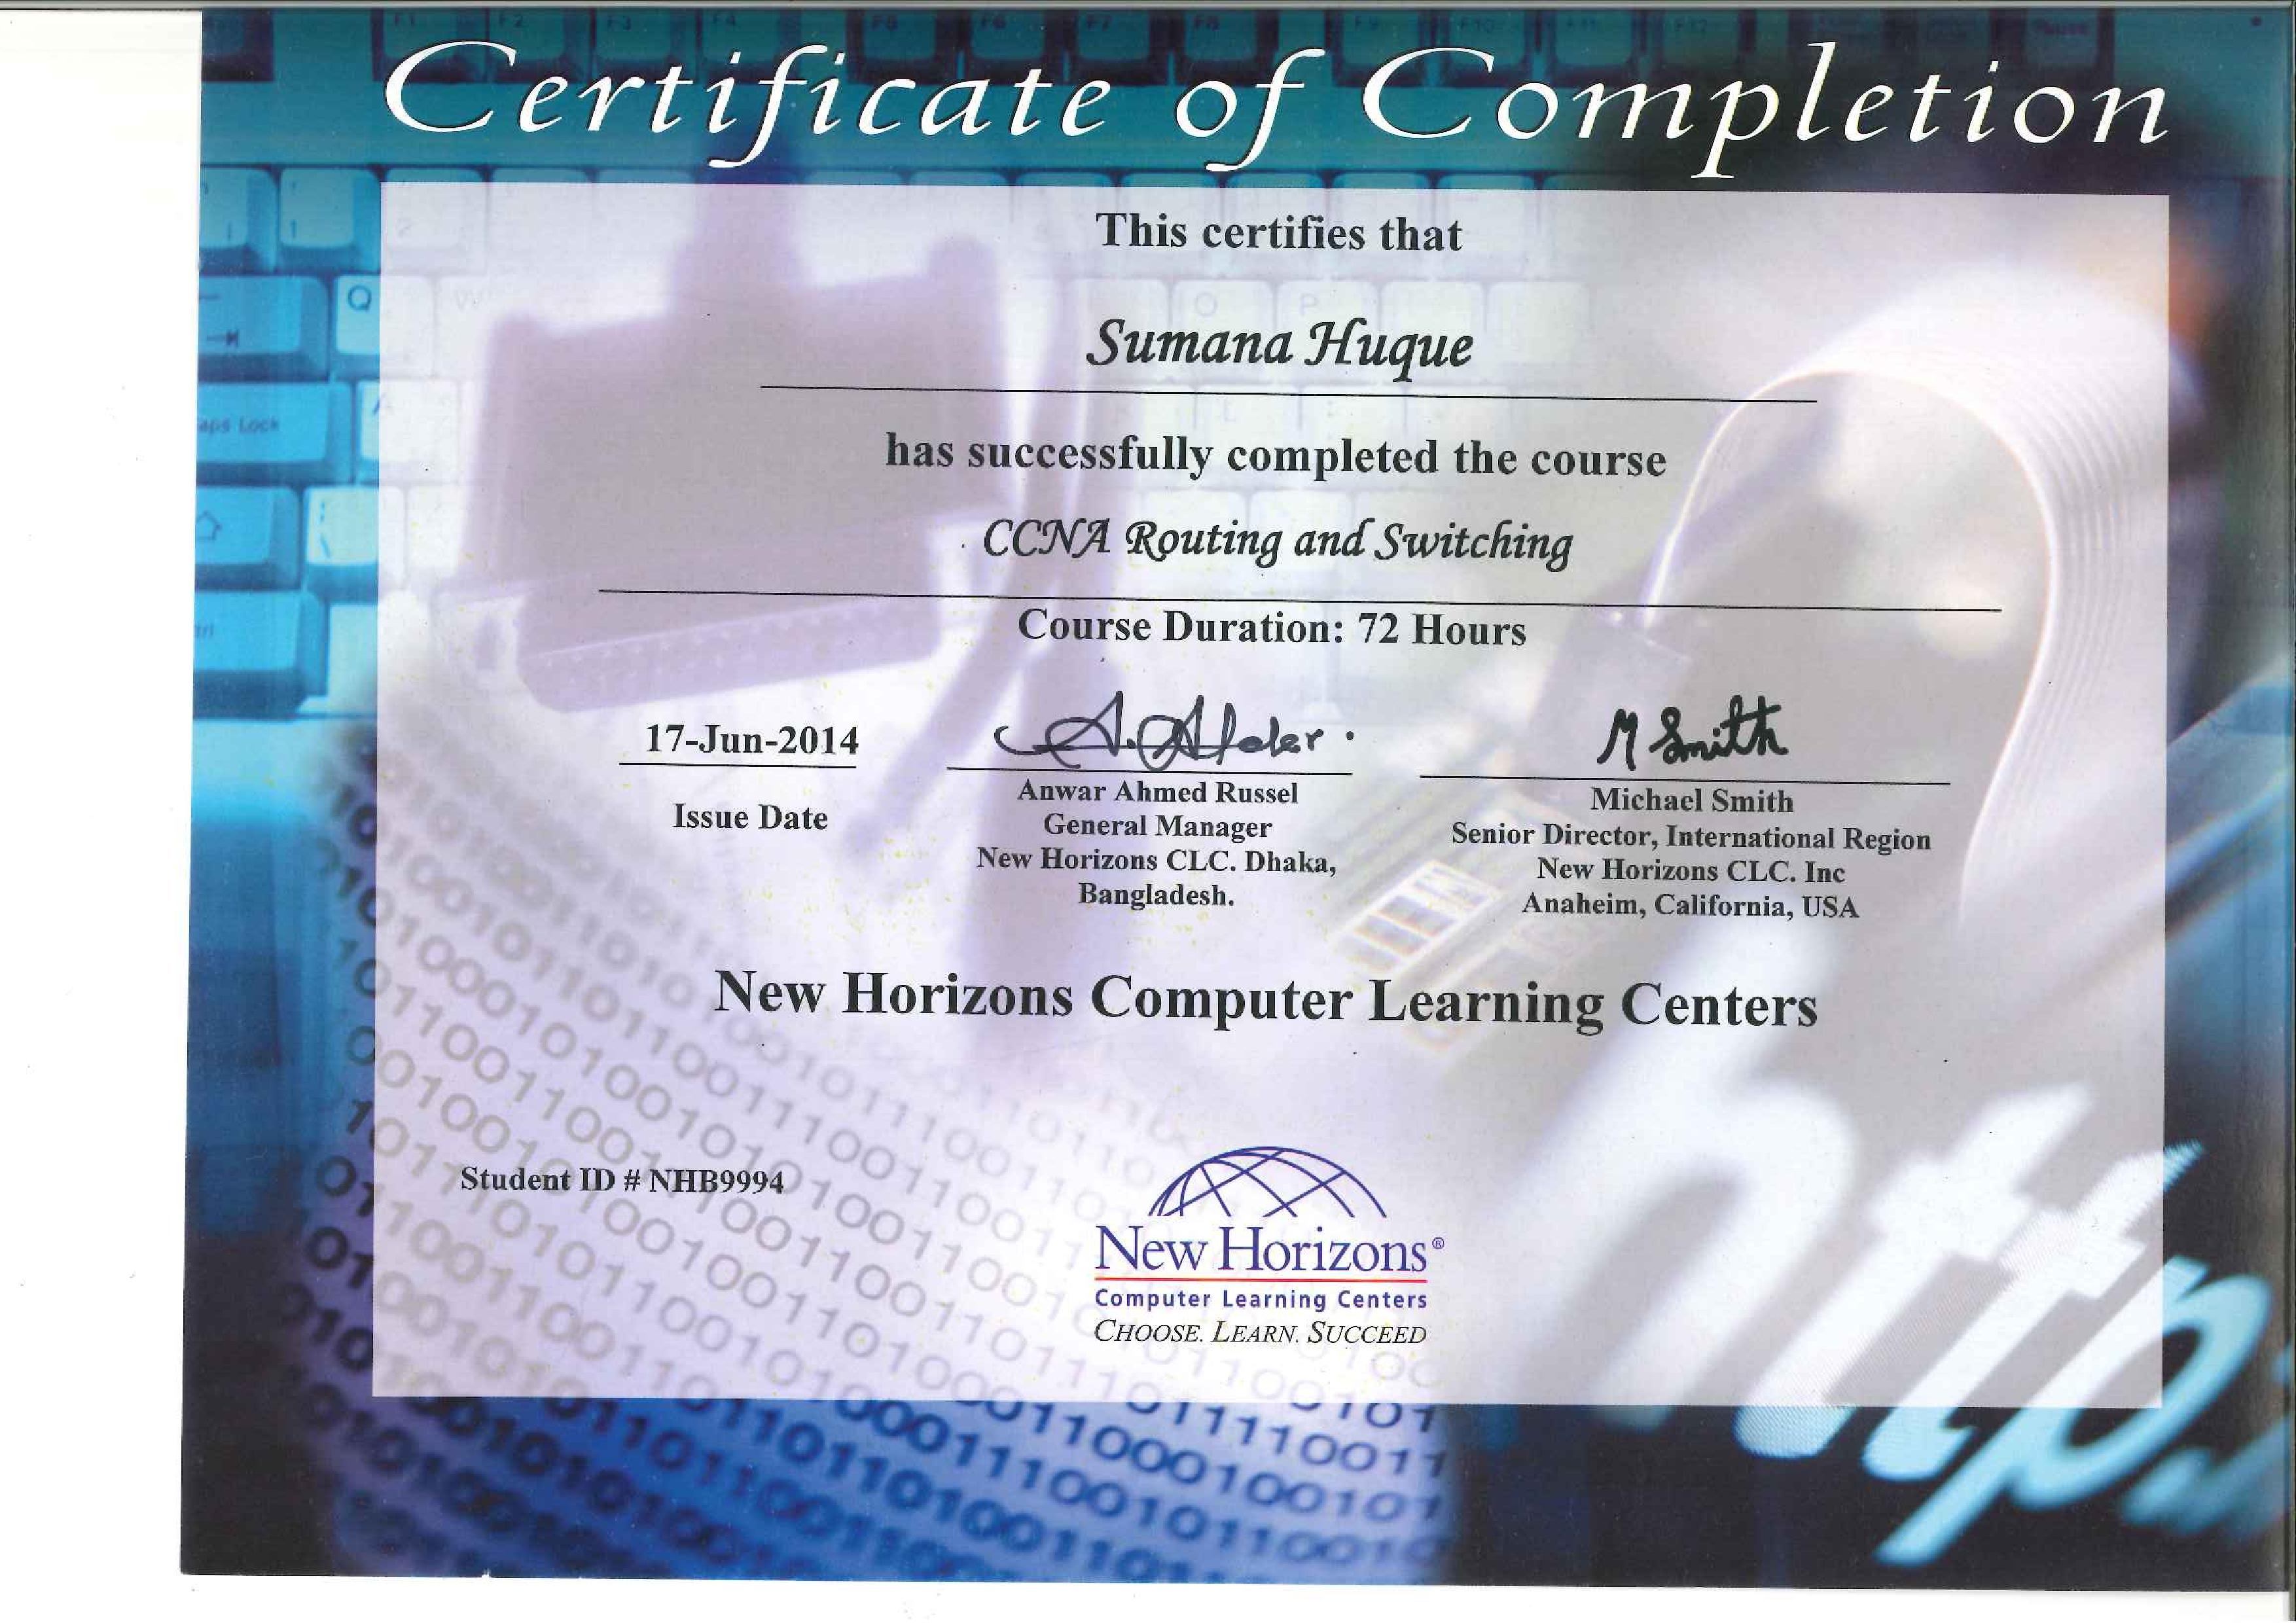 Certificate of Completion
This certifies that
Sumana Huque
has successfully completed the course
CCNA Routing and Switching
Course Duration: 72 Hours
17-Jun-2014
Issue Date
Anwar Ahmed Russel
General Manager
New Horizons CLC. Dhaka,
Bangladesh.
M Smith
Michael Smith
Senior Director, International Region
New Horizons CLC. Inc
Anaheim, California, USA
New Horizons Computer Learning Centers
Student ID # NHB9994
New Horizons®
Computer Learning Centers
CHOOSE. LEARN. SUCCEED
http: